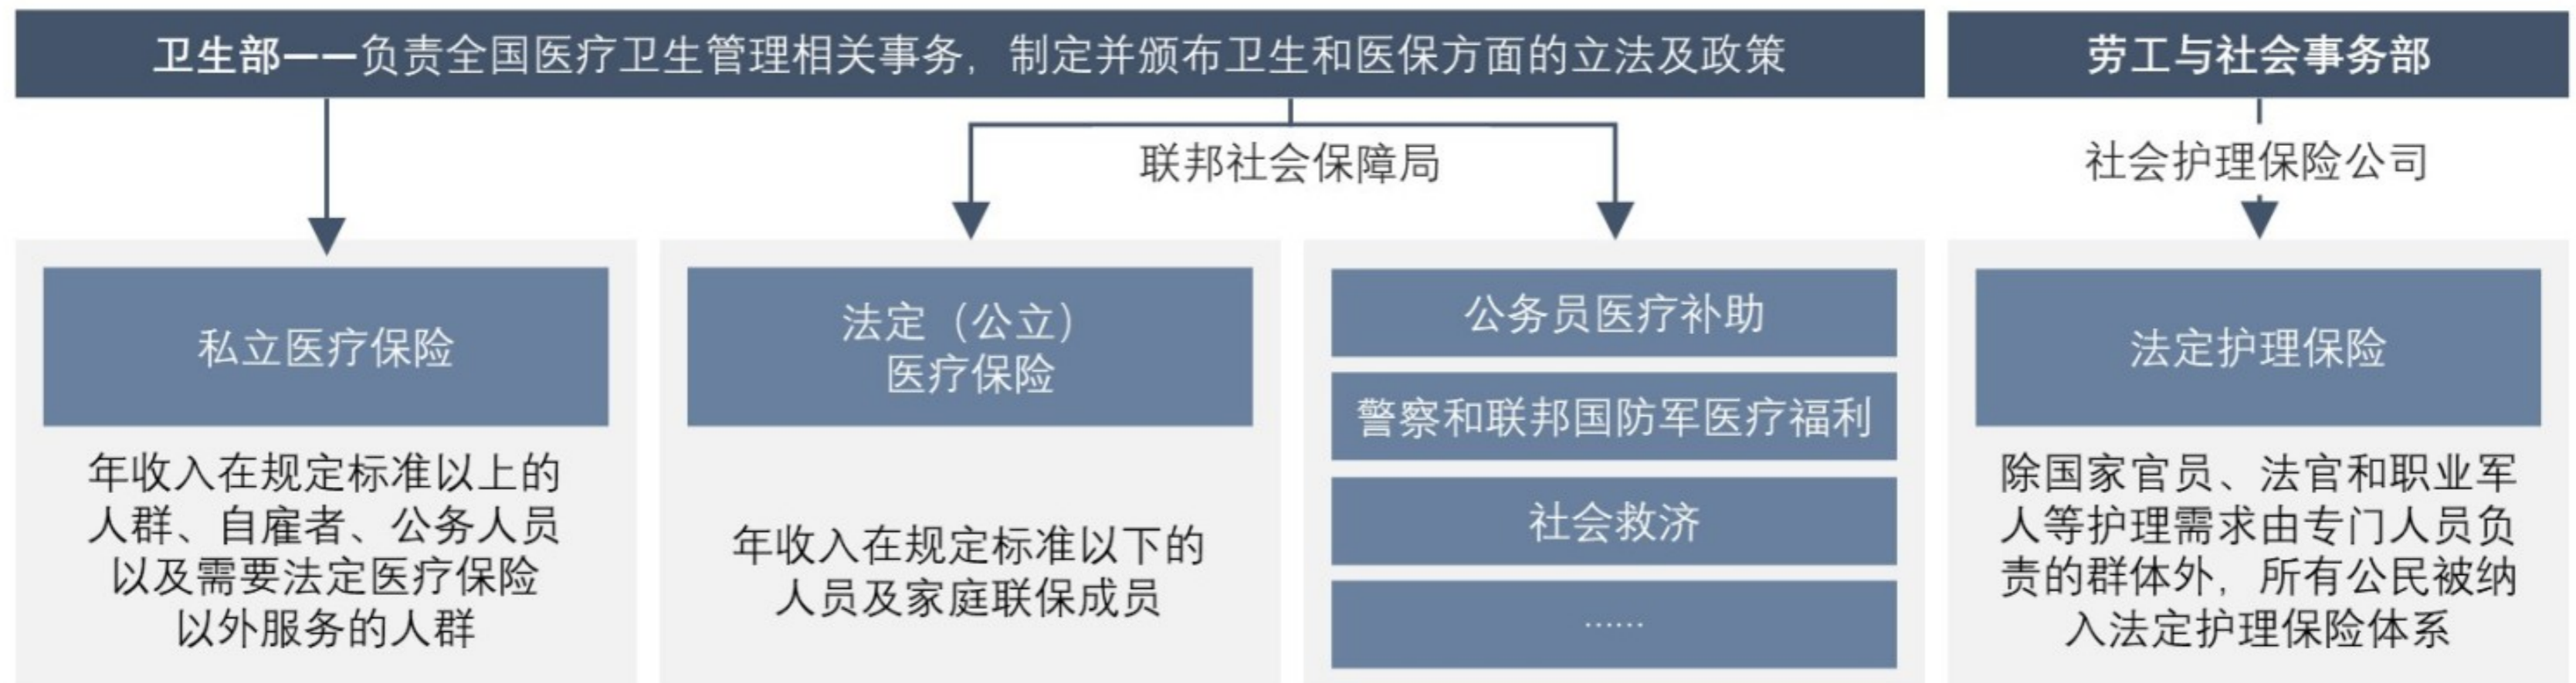 卫生部——负责全国医疗卫生管理相关事务，制定并颁布卫生和医保方面的立法及政策
劳工与社会事务部
联邦社会保障局
社会护理保险公司
私立医疗保险
年收入在规定标准以上的
人群、自雇者、公务人员
以及需要法定医疗保险
以外服务的人群
法定（公立）
医疗保险
年收入在规定标准以下的
人员及家庭联保成员
公务员医疗补助
警察和联邦国防军医疗福利
社会救济
……
法定护理保险
除国家官员、法官和职业军
人等护理需求由专门人员负
责的群体外，所有公民被纳
入法定护理保险体系